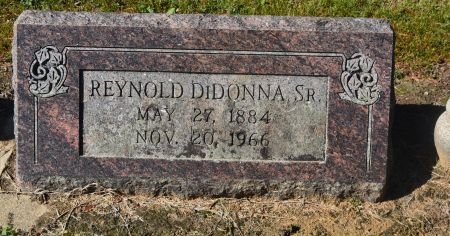 REYNOLD DIDONNA, SR.
MAY 27, 1884
NOV. 20, 1966